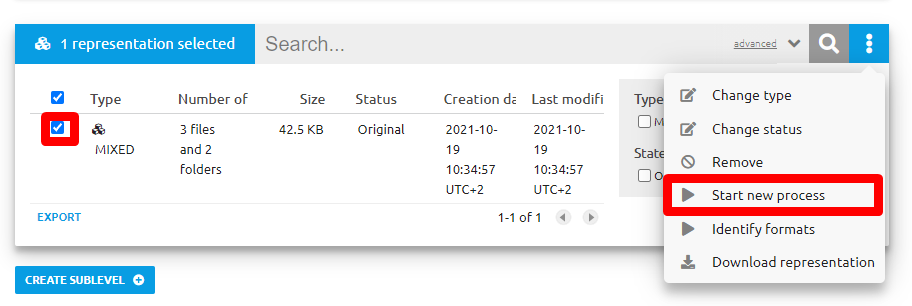 1 representation selected
Search...
advanced
Type
Number of
Size
Status
Creation da
Last modifi
MIXED
3 files
and 2
folders
42.5 KB
Original
2021-10-
19
10:34:57
UTC+2
2021-10-
19
10:34:57
UTC+2
EXPORT
1-1 of 1
Type
M
State
O
Change type
Change status
Remove
Start new process
Identify formats
Download representation
CREATE SUBLEVEL